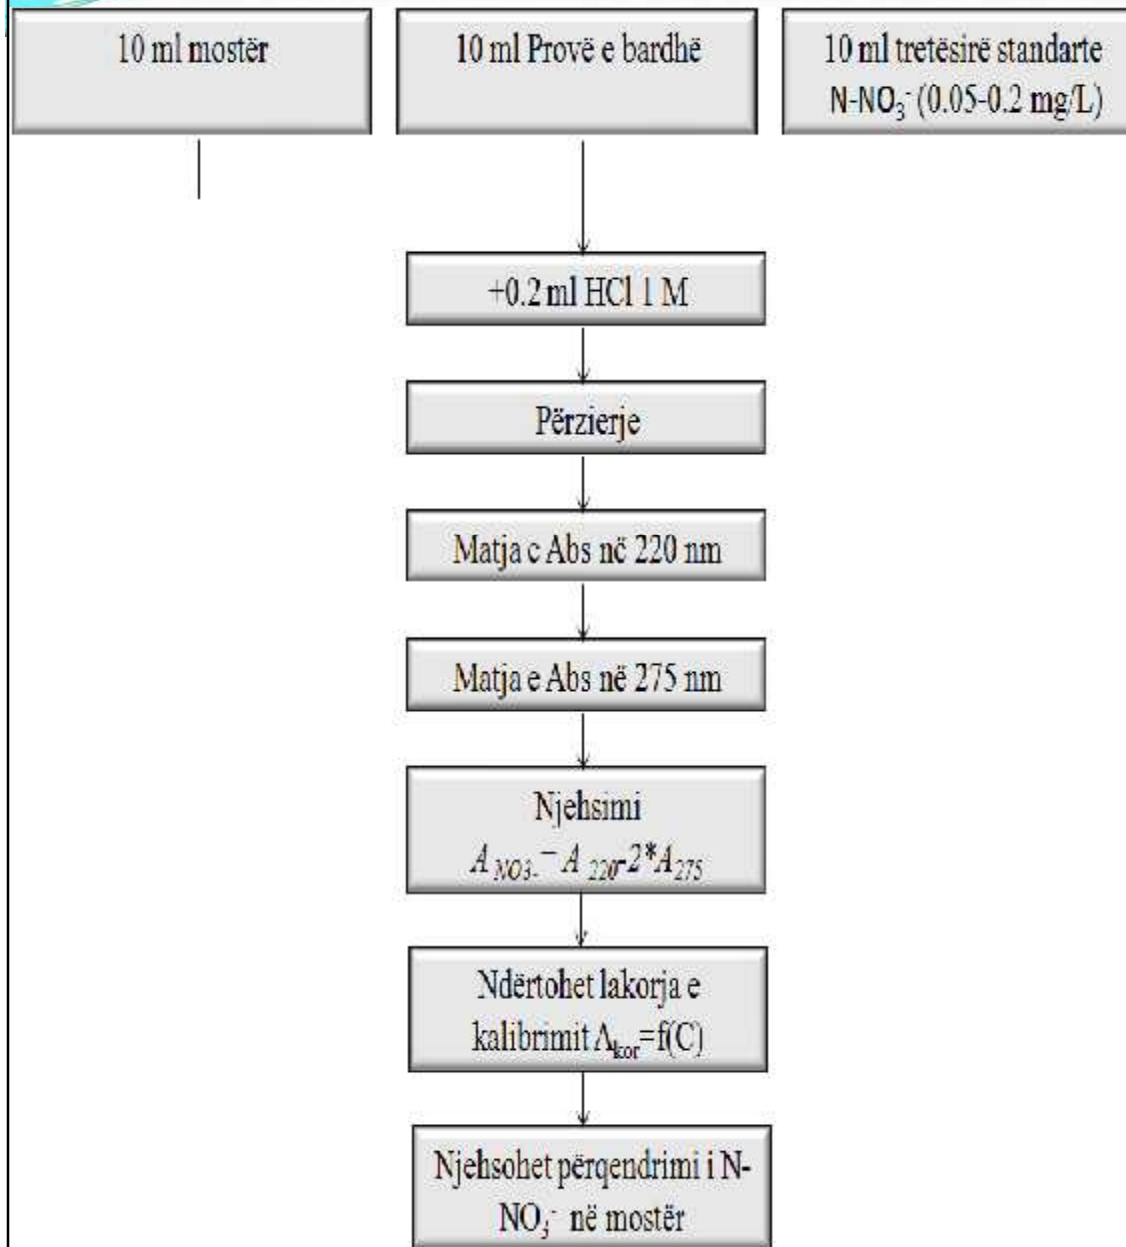 10 ml mostër
10 ml Provë e bardhë
10 ml tretësirë standarte
N-NO₃⁻ (0.05-0.2 mg/L)
+0.2 ml HCl 1 M
Përzierje
Matja e Abs në 220 nm
Matja e Abs në 275 nm
Njehsimi
A NO3- = A 220-2*A275
Ndërtohet lakorja e
kalibrimit Akor=f(C)
Njehsohet përqendrimi i N-
NO₃⁻ në mostër